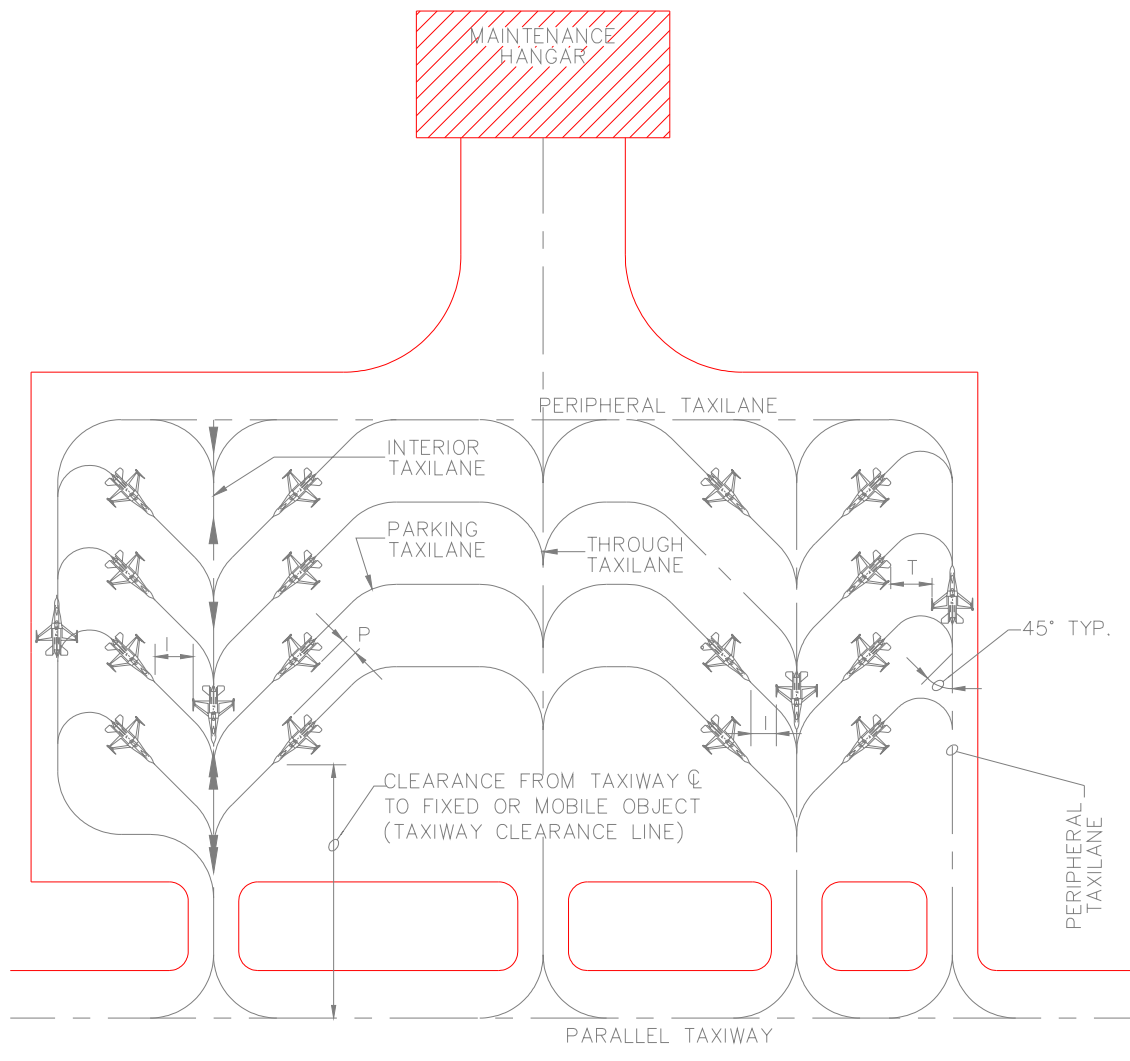 MAINTENANCE
HANGAR
PERIPHERAL TAXILANE
INTERIOR
TAXILANE
PARKING
TAXILANE
THROUGH
TAXILANE
T
P
45° TYP.
I
I
CLEARANCE FROM TAXIWAY ℄
TO FIXED OR MOBILE OBJECT
(TAXIWAY CLEARANCE LINE)
PERIPHERAL
TAXILANE
PARALLEL TAXIWAY